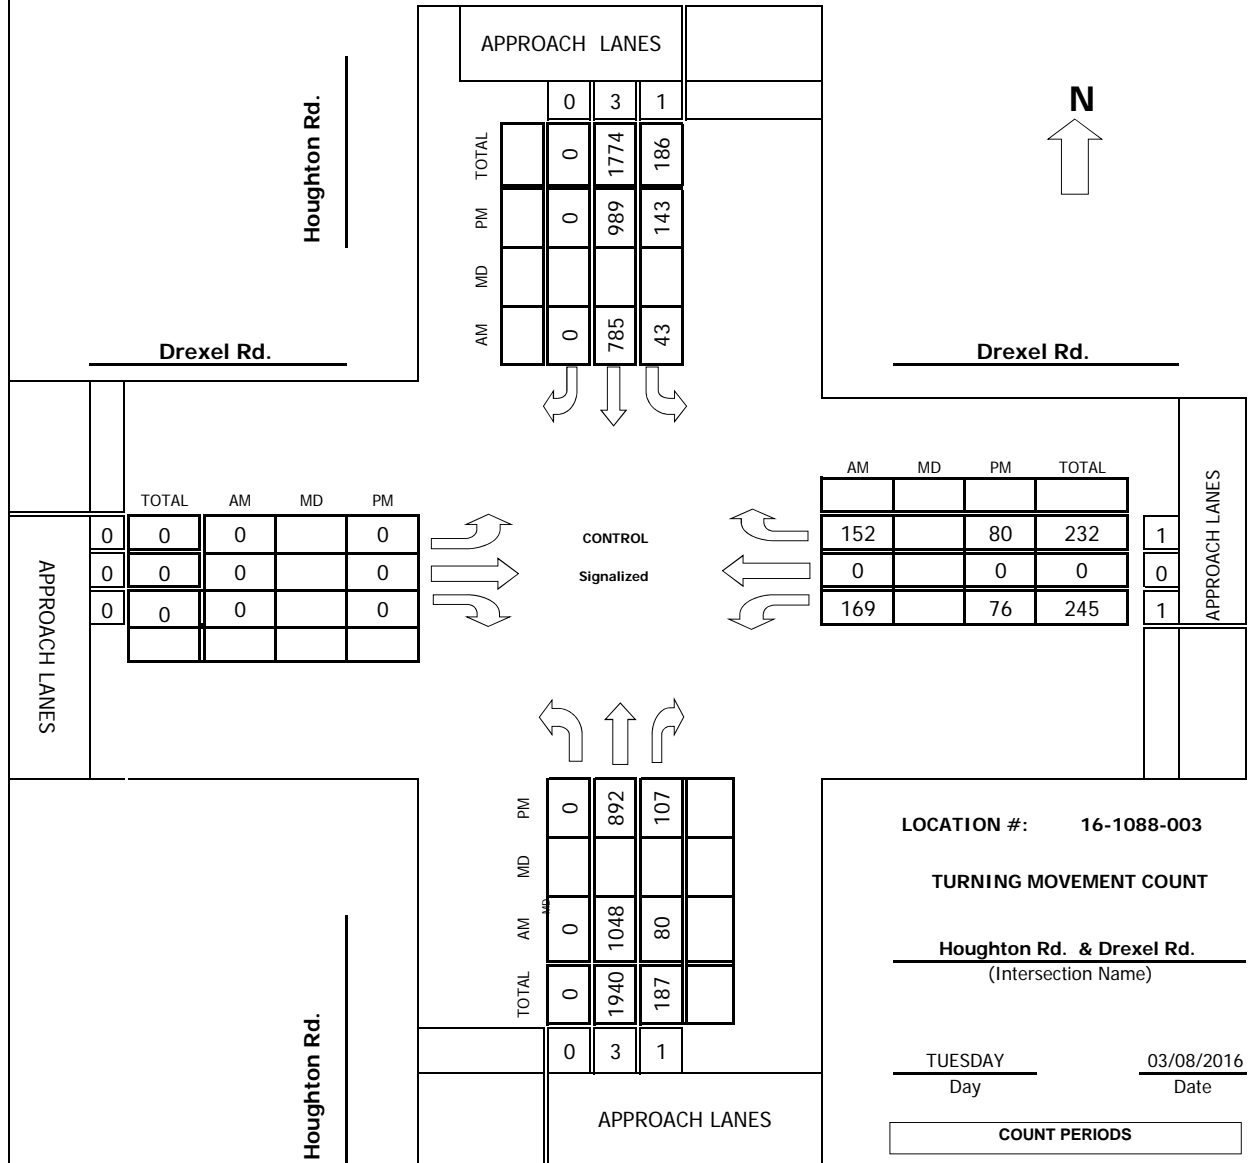 APPROACH LANES
0 3 1
Houghton Rd.
N
TOTAL 0 1774 186
PM 0 989 143
MD
AM 0 785 43
Drexel Rd.
Drexel Rd.
AM MD PM TOTAL
152 80 232 1
0 0 0 0
169 76 245 1
APPROACH LANES
TOTAL AM MD PM
0 0 0 0
0 0 0 0
0 0 0 0
APPROACH LANES
CONTROL
Signalized
PM 0 892 107
MD
AM MD 0 1048 80
TOTAL 0 1940 187
0 3 1
APPROACH LANES
Houghton Rd.
LOCATION #: 16-1088-003
TURNING MOVEMENT COUNT
Houghton Rd. & Drexel Rd.
(Intersection Name)
TUESDAY 03/08/2016
Day Date
COUNT PERIODS